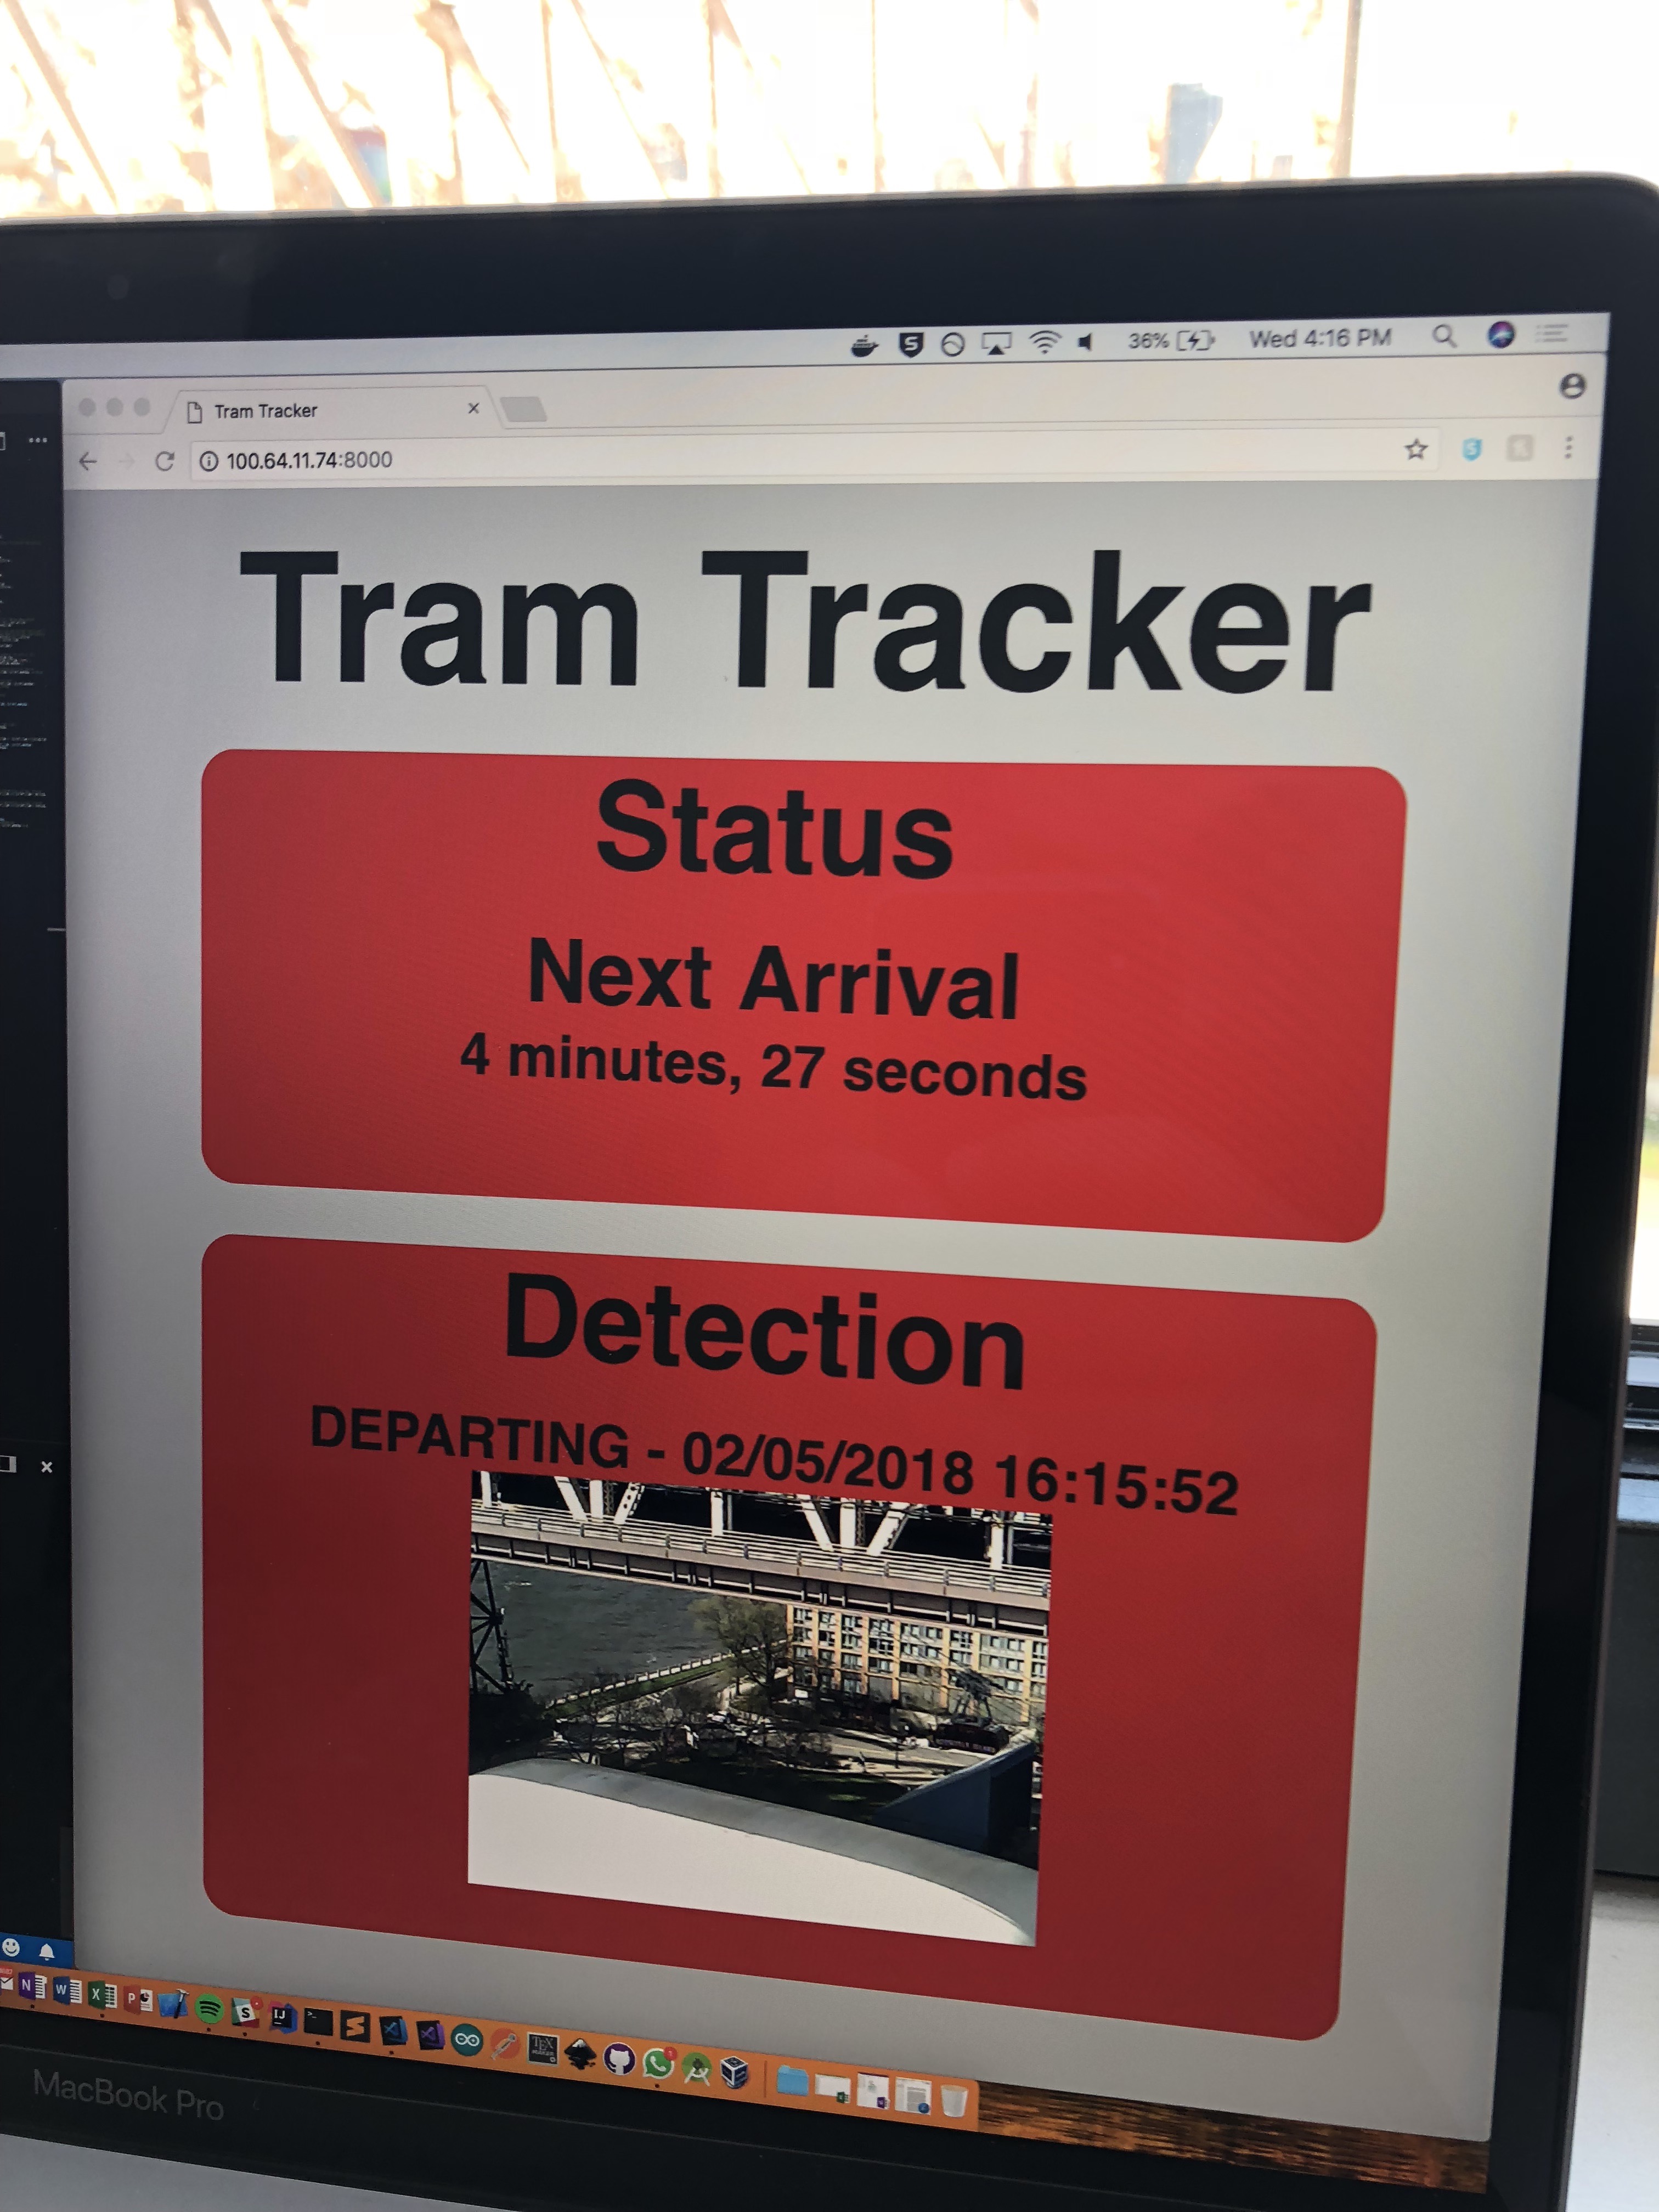 36% Wed 4:16 PM
Tram Tracker
100.64.11.74:8000
Tram Tracker
Status
Next Arrival
4 minutes, 27 seconds
Detection
DEPARTING - 02/05/2018 16:15:52
MacBook Pro